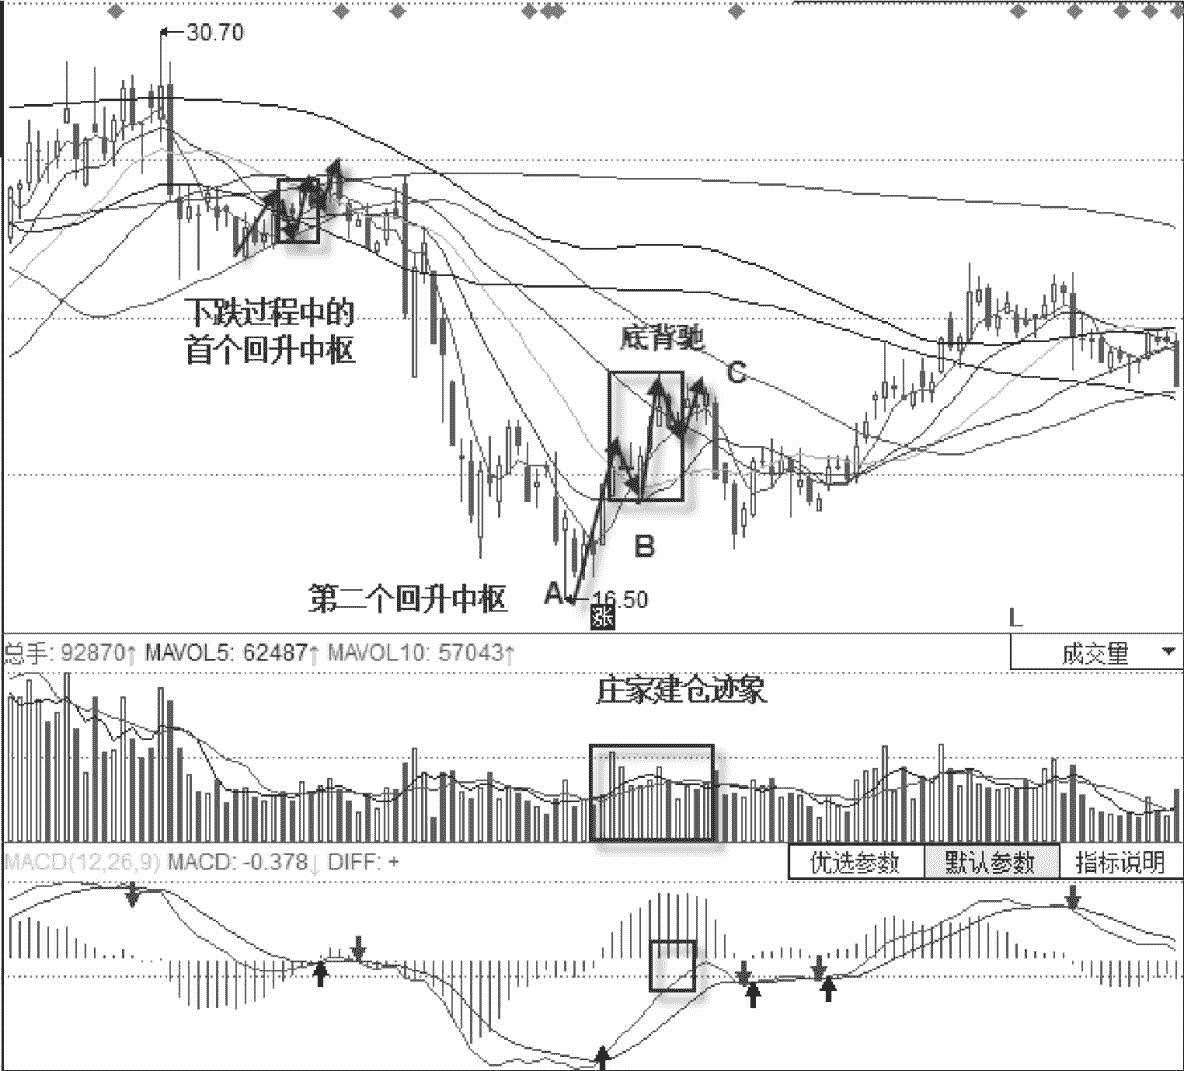 30.70
下跌过程中的
首个回升中枢
底背驰
C
B
第二个回升中枢
A
16.50
涨
L
总手: 92870↑ MAVOL5: 62487↑ MAVOL10: 57043↑
成交量
庄家建仓迹象
MACD(12,26,9) MACD: -0.378↓ DIFF: +
优选参数
默认参数
指标说明